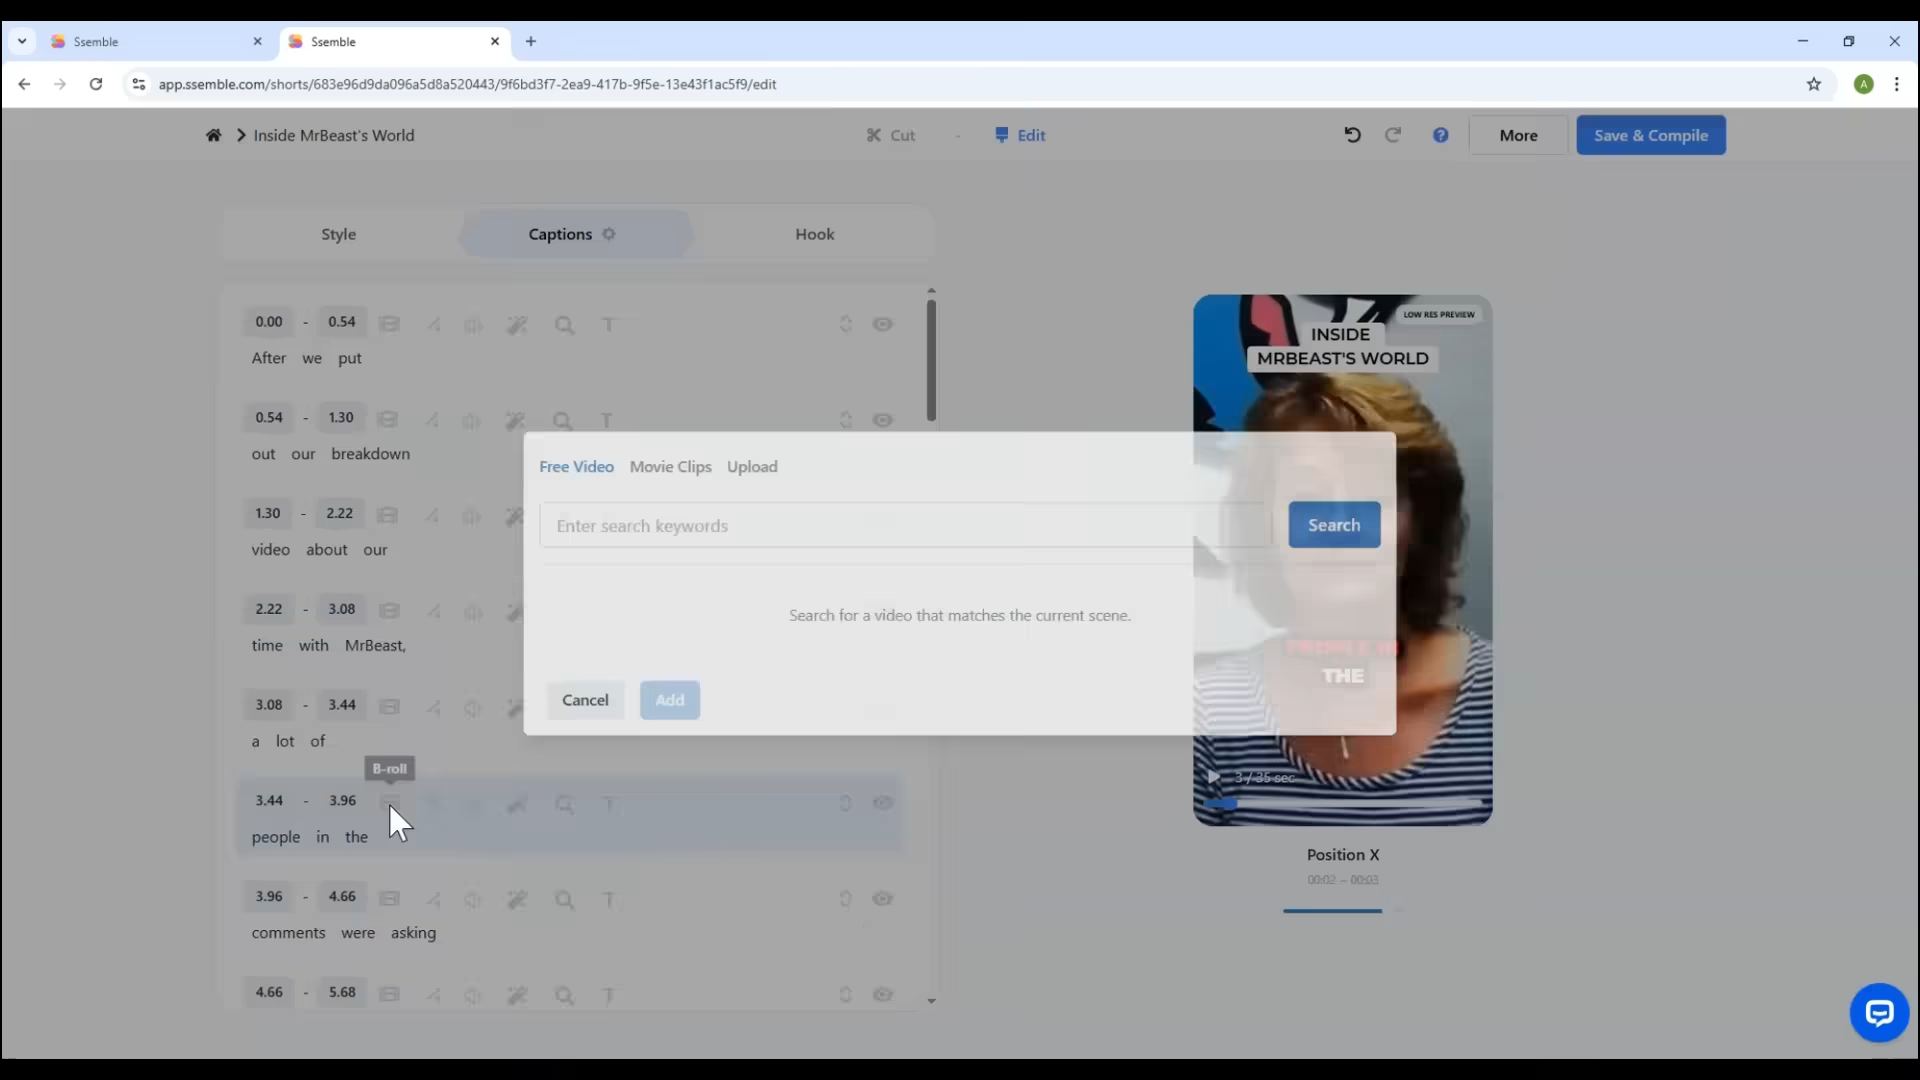 Ssemble
Ssemble
app.ssemble.com/shorts/683e96d9da096a5d8a520443/9f6bd3f7-2ea9-417b-9f5e-13e43f1ac5f9/edit
A
Inside MrBeast's World
Cut - Edit
? More Save & Compile
Style Captions Hook
0.00 - 0.54
After we put
0.54 - 1.30
out our breakdown
1.30 - 2.22
video about our
2.22 - 3.08
time with MrBeast,
3.08 - 3.44
a lot of
B-roll
3.44 - 3.96
people in the
3.96 - 4.66
comments were asking
4.66 - 5.68
Free Video Movie Clips Upload
Enter search keywords Search
Search for a video that matches the current scene.
Cancel Add
LOW RES PREVIEW
INSIDE
MRBEAST'S WORLD
PEOPLE IN
THE
3 / 35 sec
Position X
00:02 – 00:03